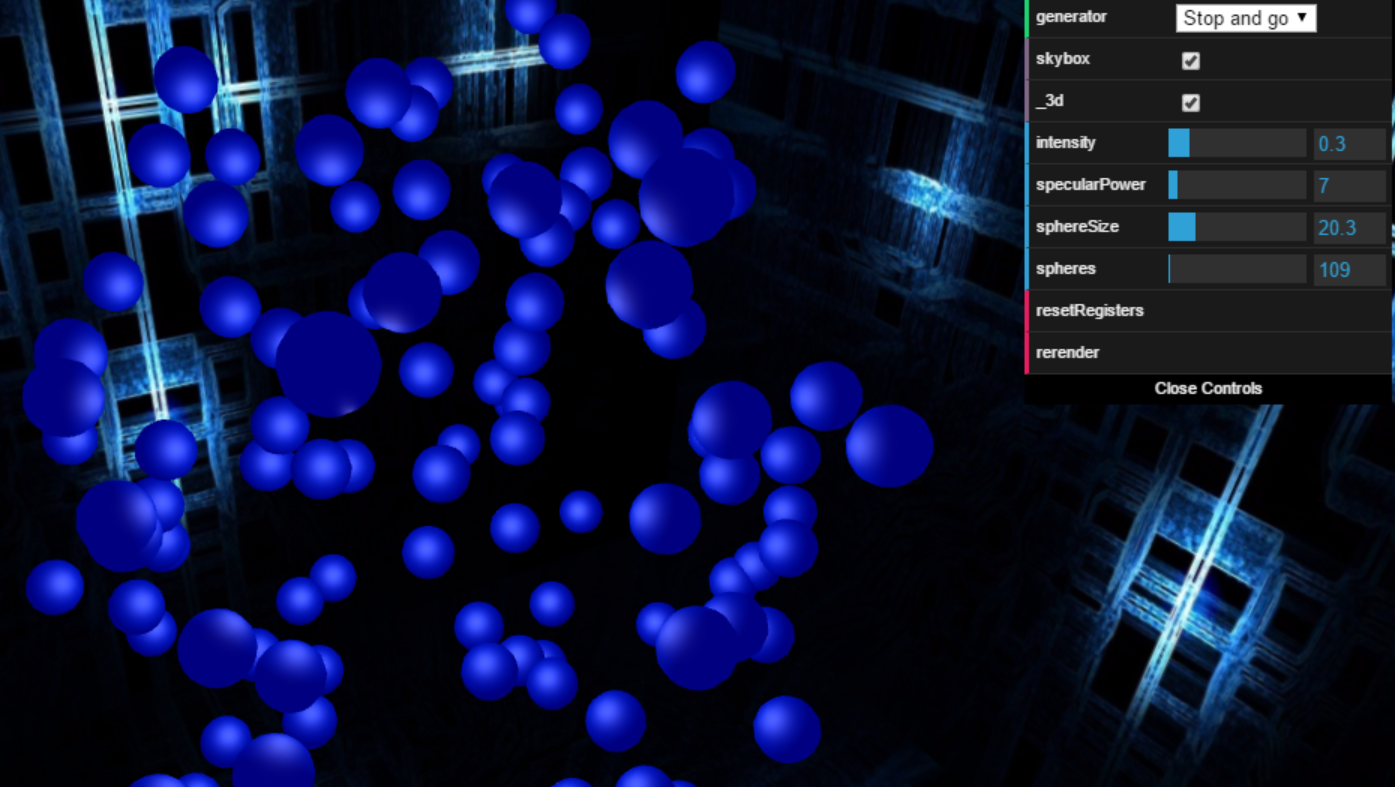 generator Stop and go ▼
skybox
_3d
intensity 0.3
specularPower 7
sphereSize 20.3
spheres 109
resetRegisters
rerender
Close Controls